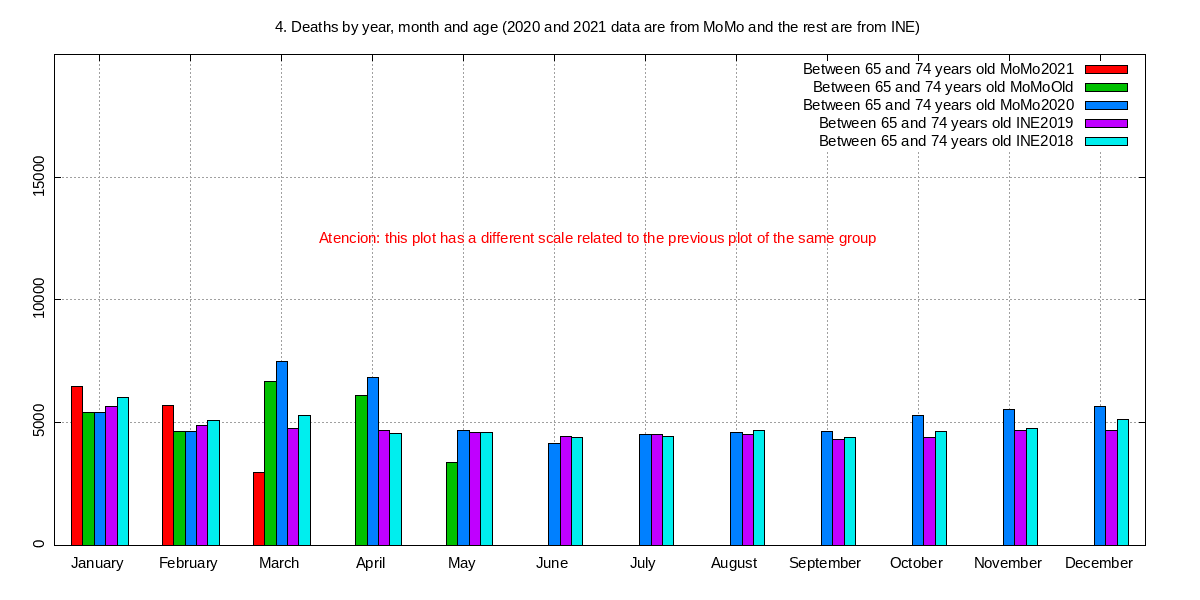 4. Deaths by year, month and age (2020 and 2021 data are from MoMo and the rest are from INE)
Between 65 and 74 years old MoMo2021
Between 65 and 74 years old MoMoOld
Between 65 and 74 years old MoMo2020
Between 65 and 74 years old INE2019
Between 65 and 74 years old INE2018
15000
Atencion: this plot has a different scale related to the previous plot of the same group
10000
5000
0
January February March April May June July August September October November December